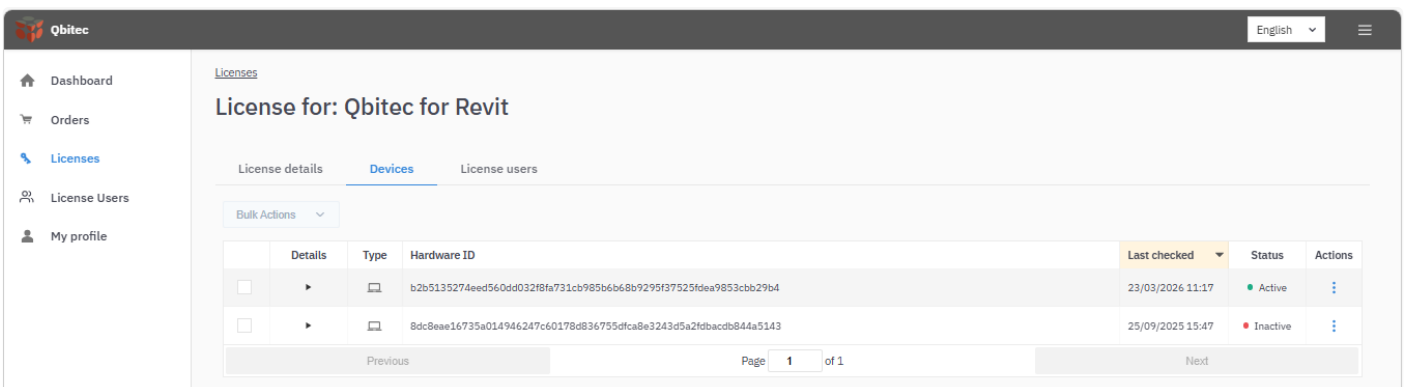 Qbitec
English
Dashboard
Orders
Licenses
License Users
My profile
Licenses
License for: Qbitec for Revit
License details Devices License users
Bulk Actions
Details Type Hardware ID Last checked Status Actions
b2b5135274eed560dd032f8fa731cb985b6b68b9295f37525fdea9853cbb29b4 23/03/2026 11:17 Active
8dc8eae16735a014946247c60178d836755dfca8e3243d5a2fdbacdb844a5143 25/09/2025 15:47 Inactive
Previous Page 1 of 1 Next